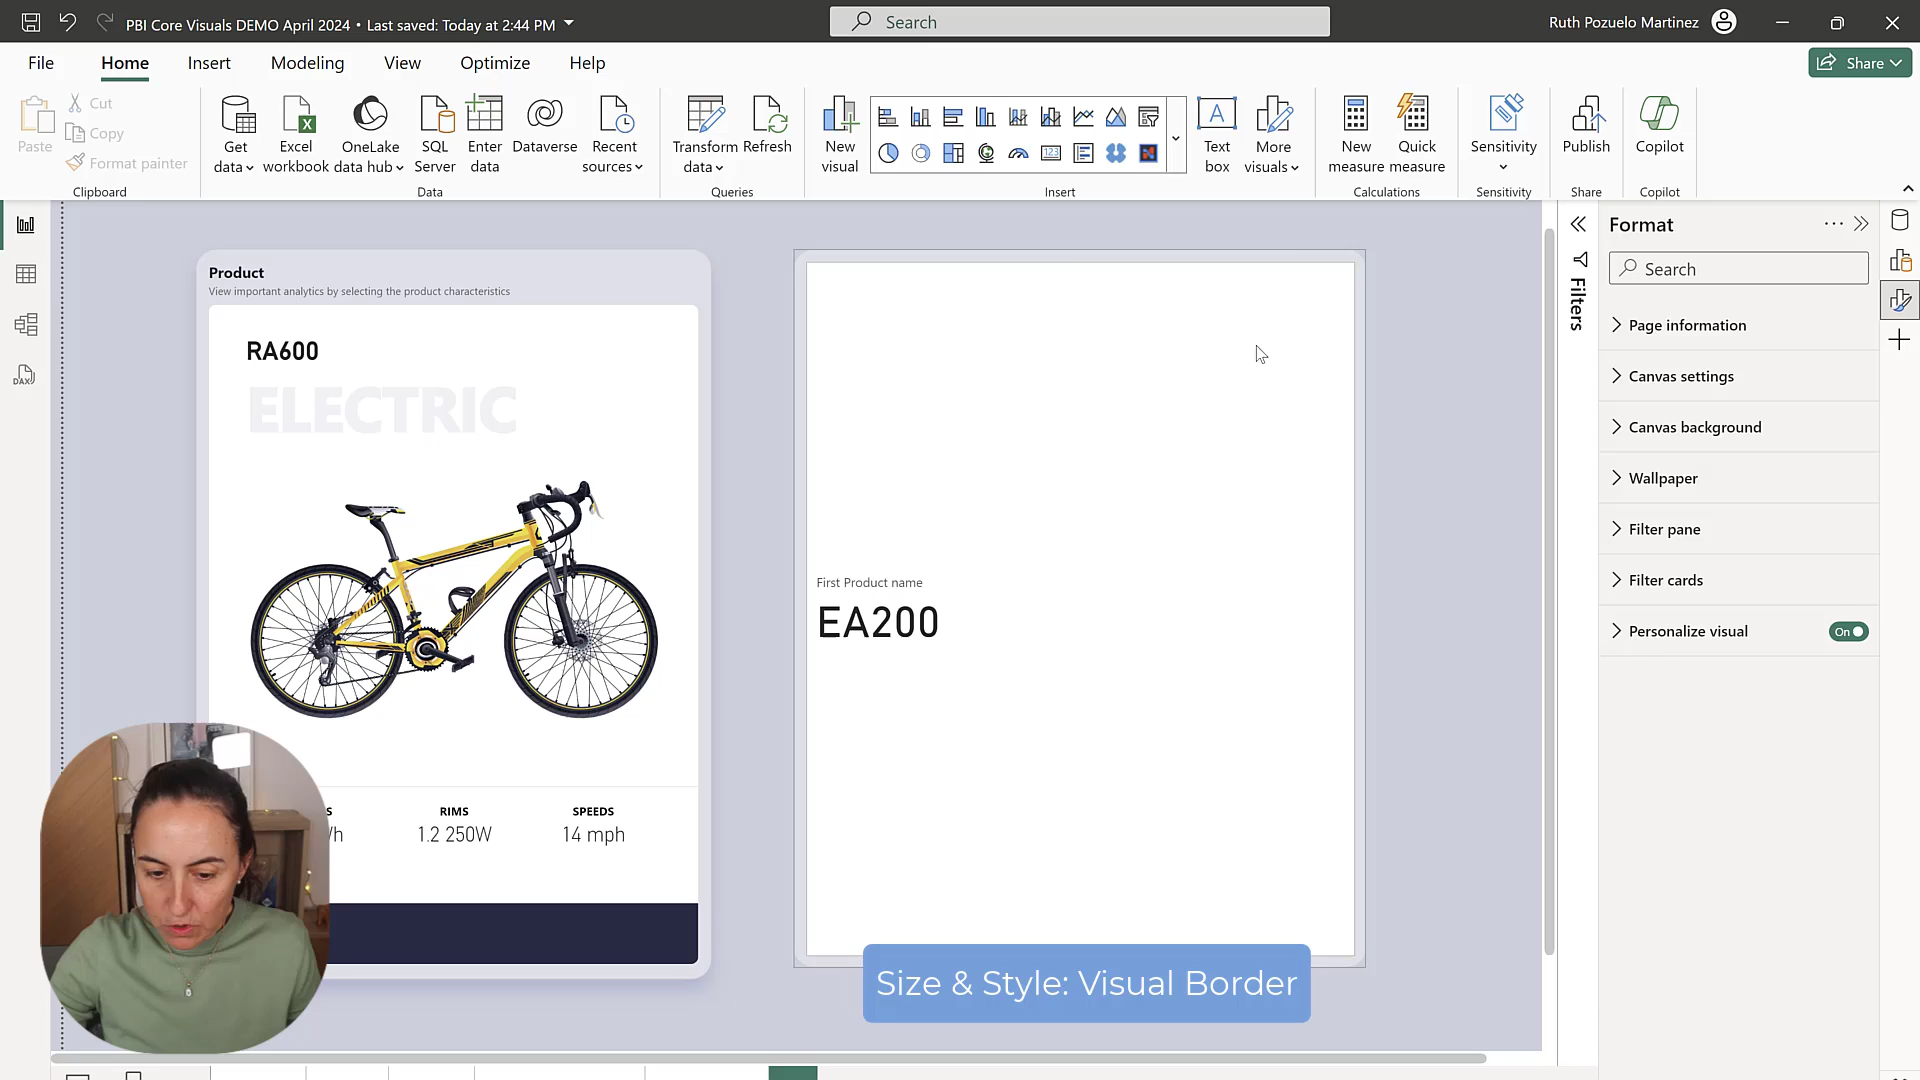 PBI Core Visuals DEMO April 2024 • Last saved: Today at 2:44 PM
Search
Ruth Pozuelo Martinez
File
Home
Insert
Modeling
View
Optimize
Help
Share
Paste
Cut
Copy
Format painter
Clipboard
Get data
Excel workbook
OneLake data hub
SQL Server
Enter data
Dataverse
Recent sources
Data
Transform data
Refresh
Queries
New visual
123
Insert
A
Text box
More visuals
New measure
Quick measure
Calculations
Sensitivity
Sensitivity
Publish
Share
Copilot
Copilot
DAX
Product
View important analytics by selecting the product characteristics
RA600
ELECTRIC
RIMS
1.2 250W
SPEEDS
14 mph
First Product name
EA200
Size & Style: Visual Border
Filters
Format
Search
Page information
Canvas settings
Canvas background
Wallpaper
Filter pane
Filter cards
Personalize visual
On